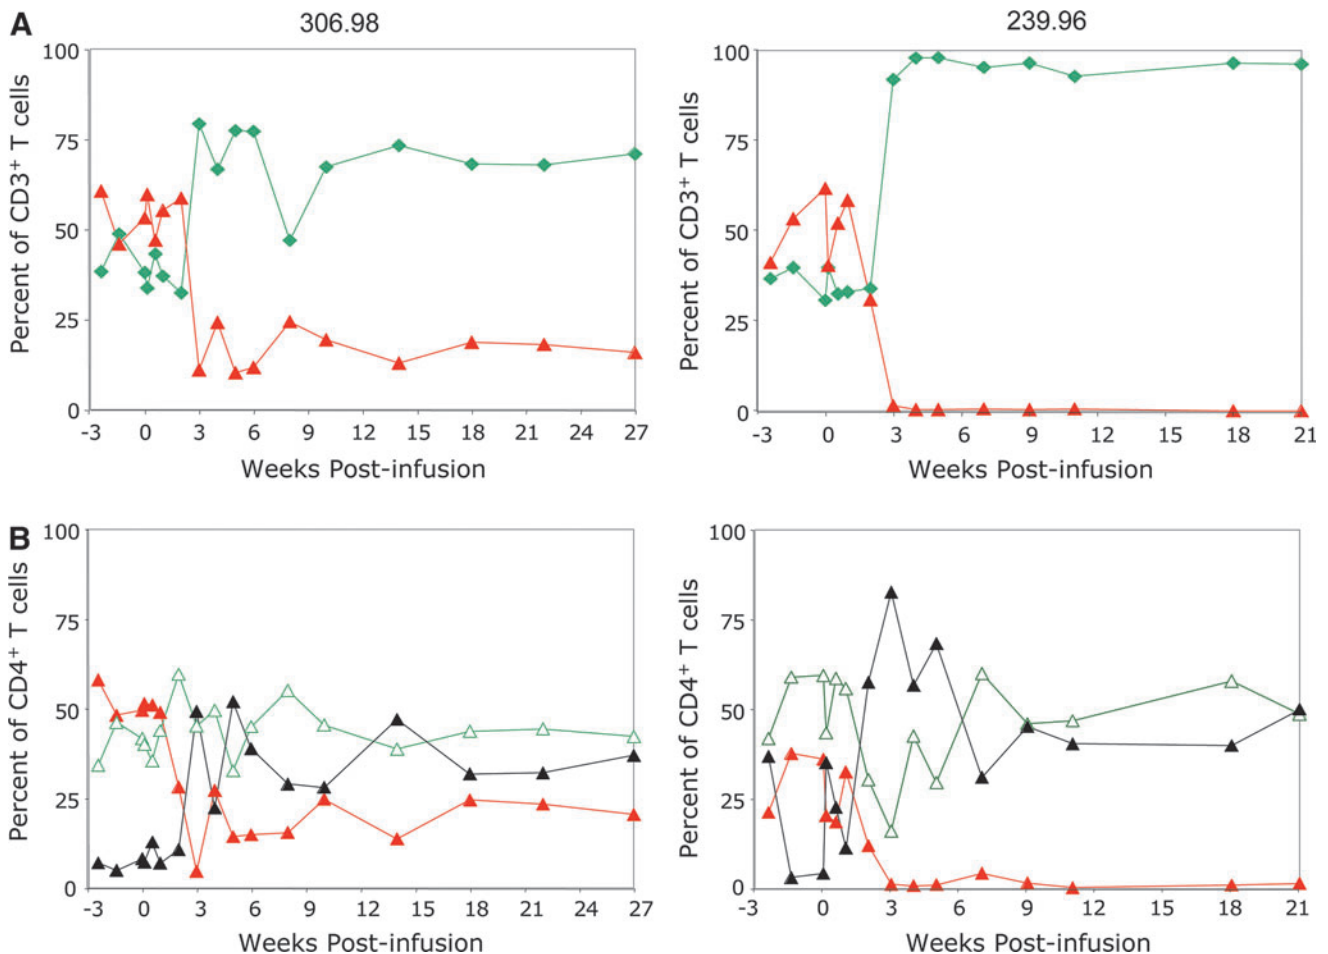 A
306.98
239.96
Percent of CD3+ T cells
100
75
50
25
0
-3 0 3 6 9 12 15 18 21 24 27
Weeks Post-infusion
Percent of CD3+ T cells
100
75
50
25
0
-3 0 3 6 9 12 15 18 21
Weeks Post-infusion
B
Percent of CD4+ T cells
100
75
50
25
0
-3 0 3 6 9 12 15 18 21 24 27
Weeks Post-infusion
Percent of CD4+ T cells
100
75
50
25
0
-3 0 3 6 9 12 15 18 21
Weeks Post-infusion